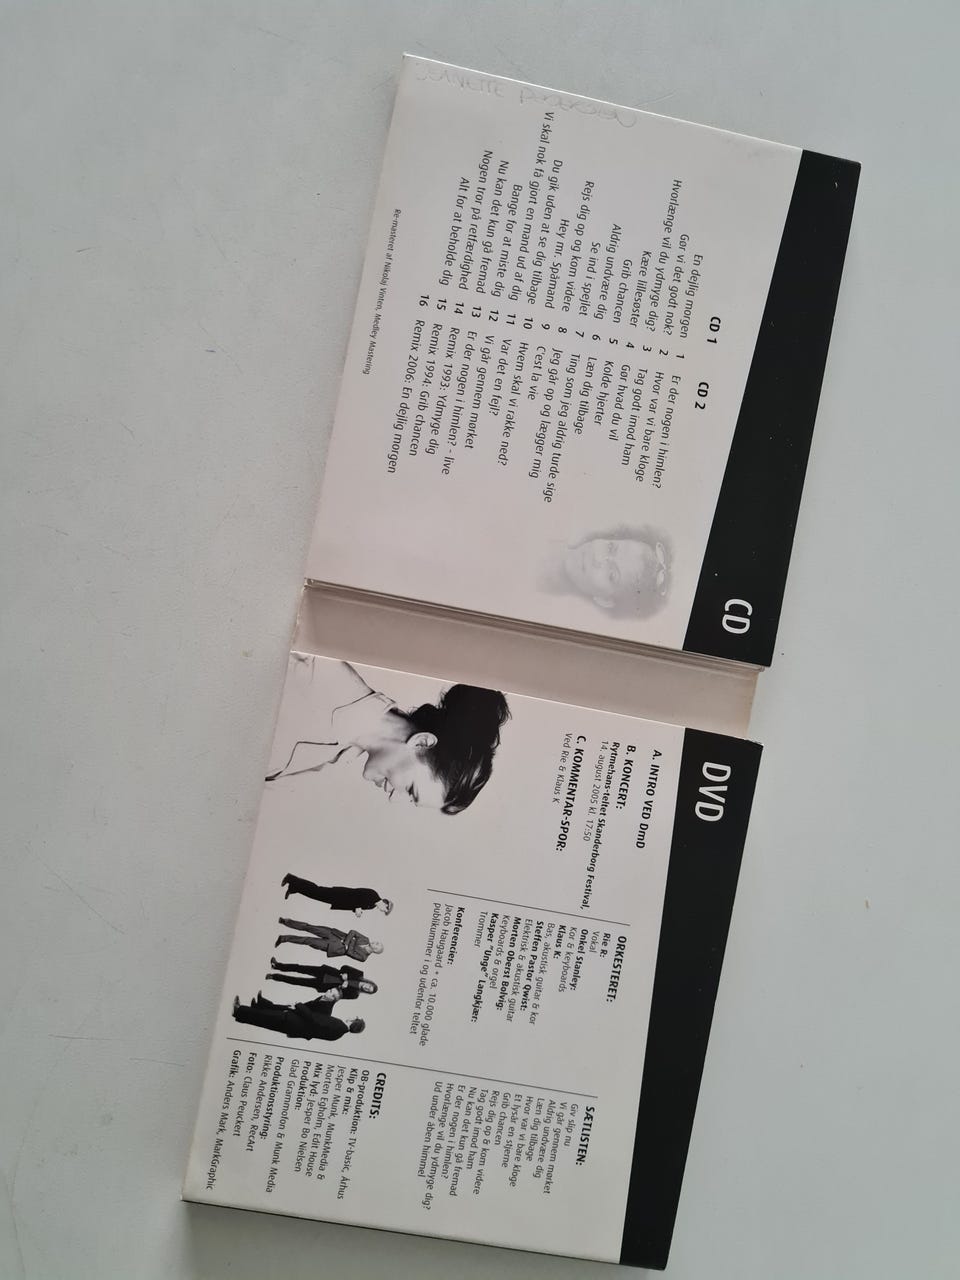 JEANETTE PEDERSEN
CD
CD 1 CD 2
En dejlig morgen 1 Er der nogen i himlen?
Gør vi det godt nok? 2 Hvor var vi bare kloge
Hvorlænge vil du ydmyge dig? 3 Tag godt imod ham
Kære lillesøster 4 Gør hvad du vil
Grib chancen 5 Kolde hjerter
Aldrig undvære dig 6 Læn dig tilbage
Se ind i spejlet 7 Ting som jeg aldrig turde sige
Rejs dig op og kom videre 8 Jeg går op og lægger mig
Hey mr. Spåmand 9 C'est la vie
Du gik uden at se dig tilbage 10 Hvem skal vi rakke ned?
Vi skal nok få gjort en mand ud af dig 11 Var det en fejl?
Bange for at miste dig 12 Vi går gennem mørket
Nu kan det kun gå fremad 13 Er der nogen i himlen? - live
Nogen tror på retfærdighed 14 Remix 1993: Ydmyge dig
Alt for at beholde dig 15 Remix 1994: Grib chancen
16 Remix 2006: En dejlig morgen
Re-masteret af Nikolaj Vinten, Medley Mastering
DVD
A. INTRO VED DmD
B. KONCERT:
Rytmehans-teltet Skanderborg Festival,
14. august 2005 kl. 17:50
C. KOMMENTAR-SPOR:
Ved Rie & Klaus K
ORKESTERET:
Rie R:
Vokal
Onkel Stanley:
Kor & keyboards
Klaus K:
Bas, akustisk guitar & kor
Steffen Pastor Qwist:
Elektrisk & akustisk guitar
Morten Oberst Bolvig:
Keyboards & orgel
Kasper "Unge" Langkjær:
Trommer
Konferencier:
Jacob Haugaard + ca. 10.000 glade
publikummer i og udenfor teltet
SÆTLISTEN:
Giv slip nu
Vi går gennem mørket
Aldrig undvære dig
Læn dig tilbage
Hvor var vi bare kloge
Et lysår en stjerne
Grib chancen
Rejs dig op & kom videre
Tag godt imod ham
Nu kan det kun gå fremad
Er der nogen i himlen?
Hvorlænge vil du ydmyge dig?
Ud under åben himmel
CREDITS:
OB-produktion: TV-basic, Århus
Klip & mix:
Jesper Munk, MunkMedia &
Morten Egholm, Edit House
Mix lyd: Jesper Bo Nielsen
Produktion:
Glad Grammofon & Munk Media
Produktionsstyring:
Rikke Andersen, RecArt
Foto: Claus Peuckert
Grafik: Anders Mark, MarkGraphic